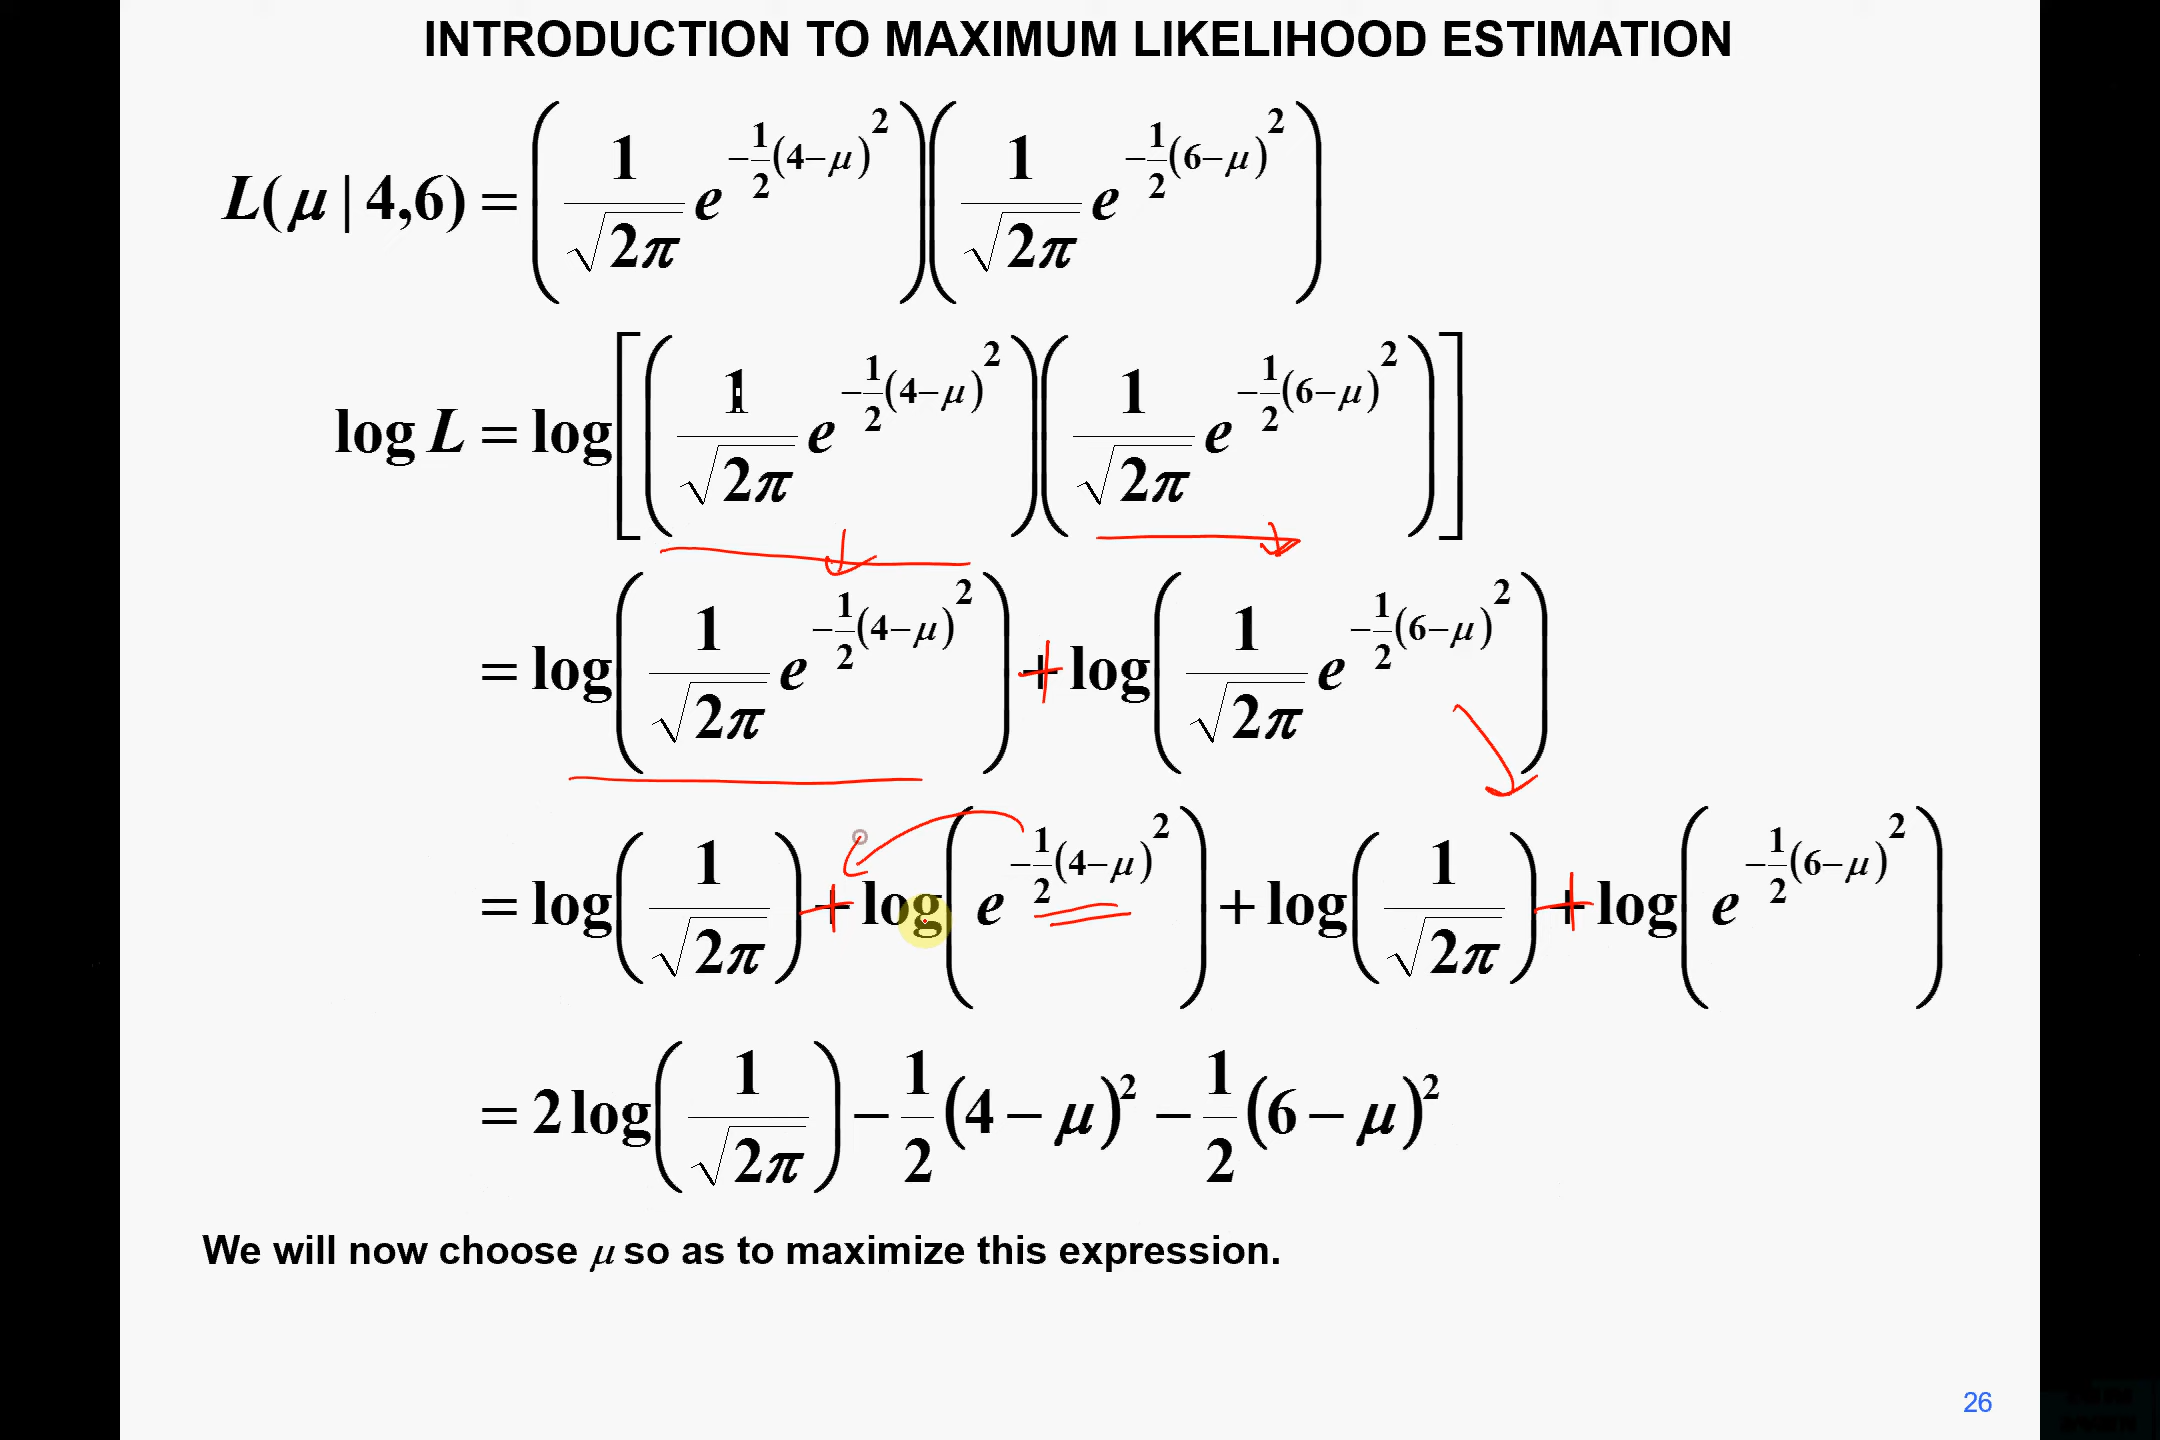 INTRODUCTION TO MAXIMUM LIKELIHOOD ESTIMATION
L(μ | 4,6) = (1/√2π e^(−1/2(4−μ)²))(1/√2π e^(−1/2(6−μ)²))
log L = log[(1/√2π e^(−1/2(4−μ)²))(1/√2π e^(−1/2(6−μ)²))]
= log(1/√2π e^(−1/2(4−μ)²)) + log(1/√2π e^(−1/2(6−μ)²))
= log(1/√2π) + log(e^(−1/2(4−μ)²)) + log(1/√2π) + log(e^(−1/2(6−μ)²))
= 2 log(1/√2π) − 1/2(4 − μ)² − 1/2(6 − μ)²
We will now choose μ so as to maximize this expression.
26